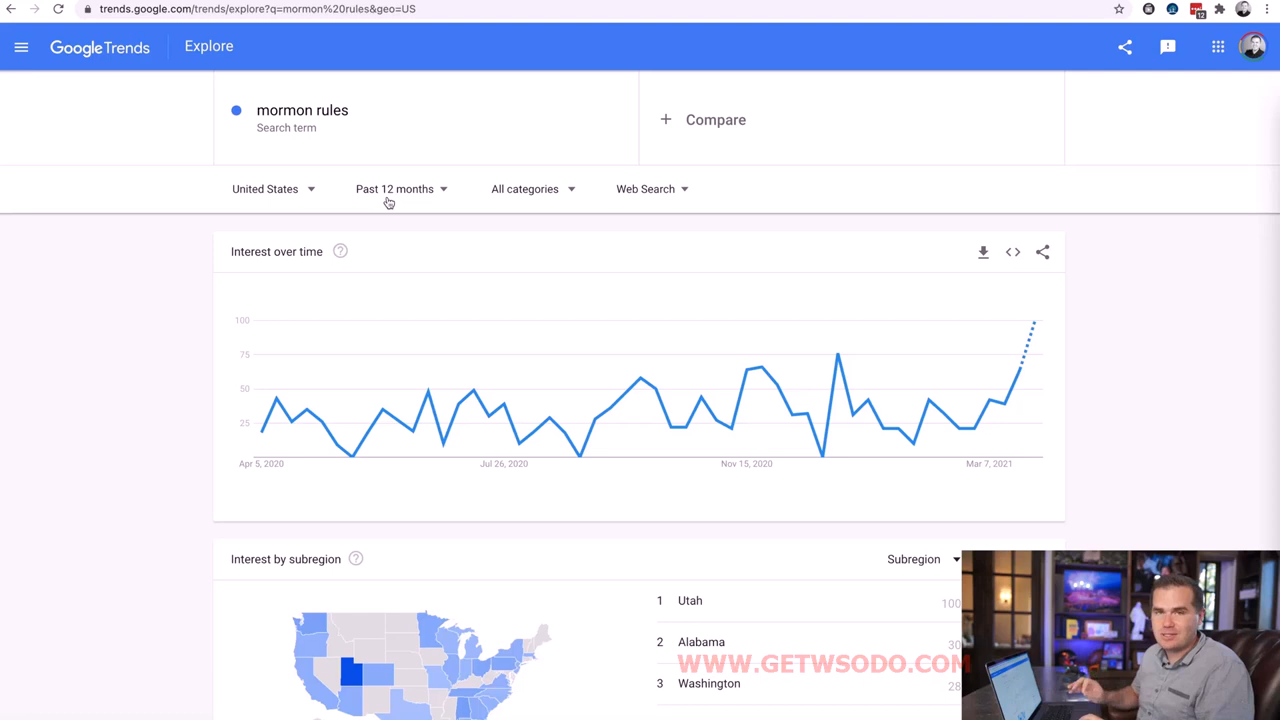 trends.google.com/trends/explore?q=mormon%20rules&geo=US
12
Google Trends
Explore
mormon rules
Search term
+ Compare
United States
Past 12 months
All categories
Web Search
Interest over time ?
100
75
50
25
Apr 5, 2020
Jul 26, 2020
Nov 15, 2020
Mar 7, 2021
Interest by subregion ?
Subregion
1 Utah 100
2 Alabama 30
WWW.GETWSODO.COM
3 Washington 28